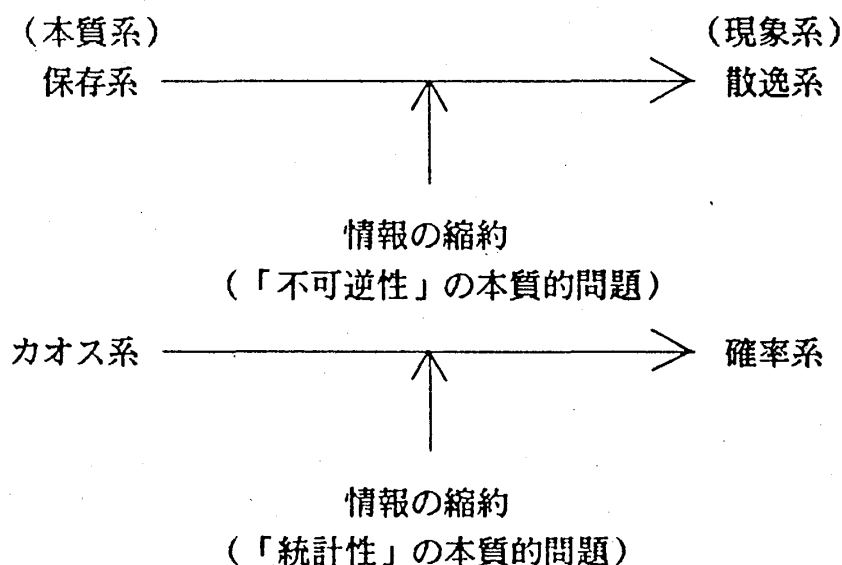 (本質系) (現象系)
保存系 散逸系
情報の縮約
(「不可逆性」の本質的問題)
カオス系 確率系
情報の縮約
(「統計性」の本質的問題)